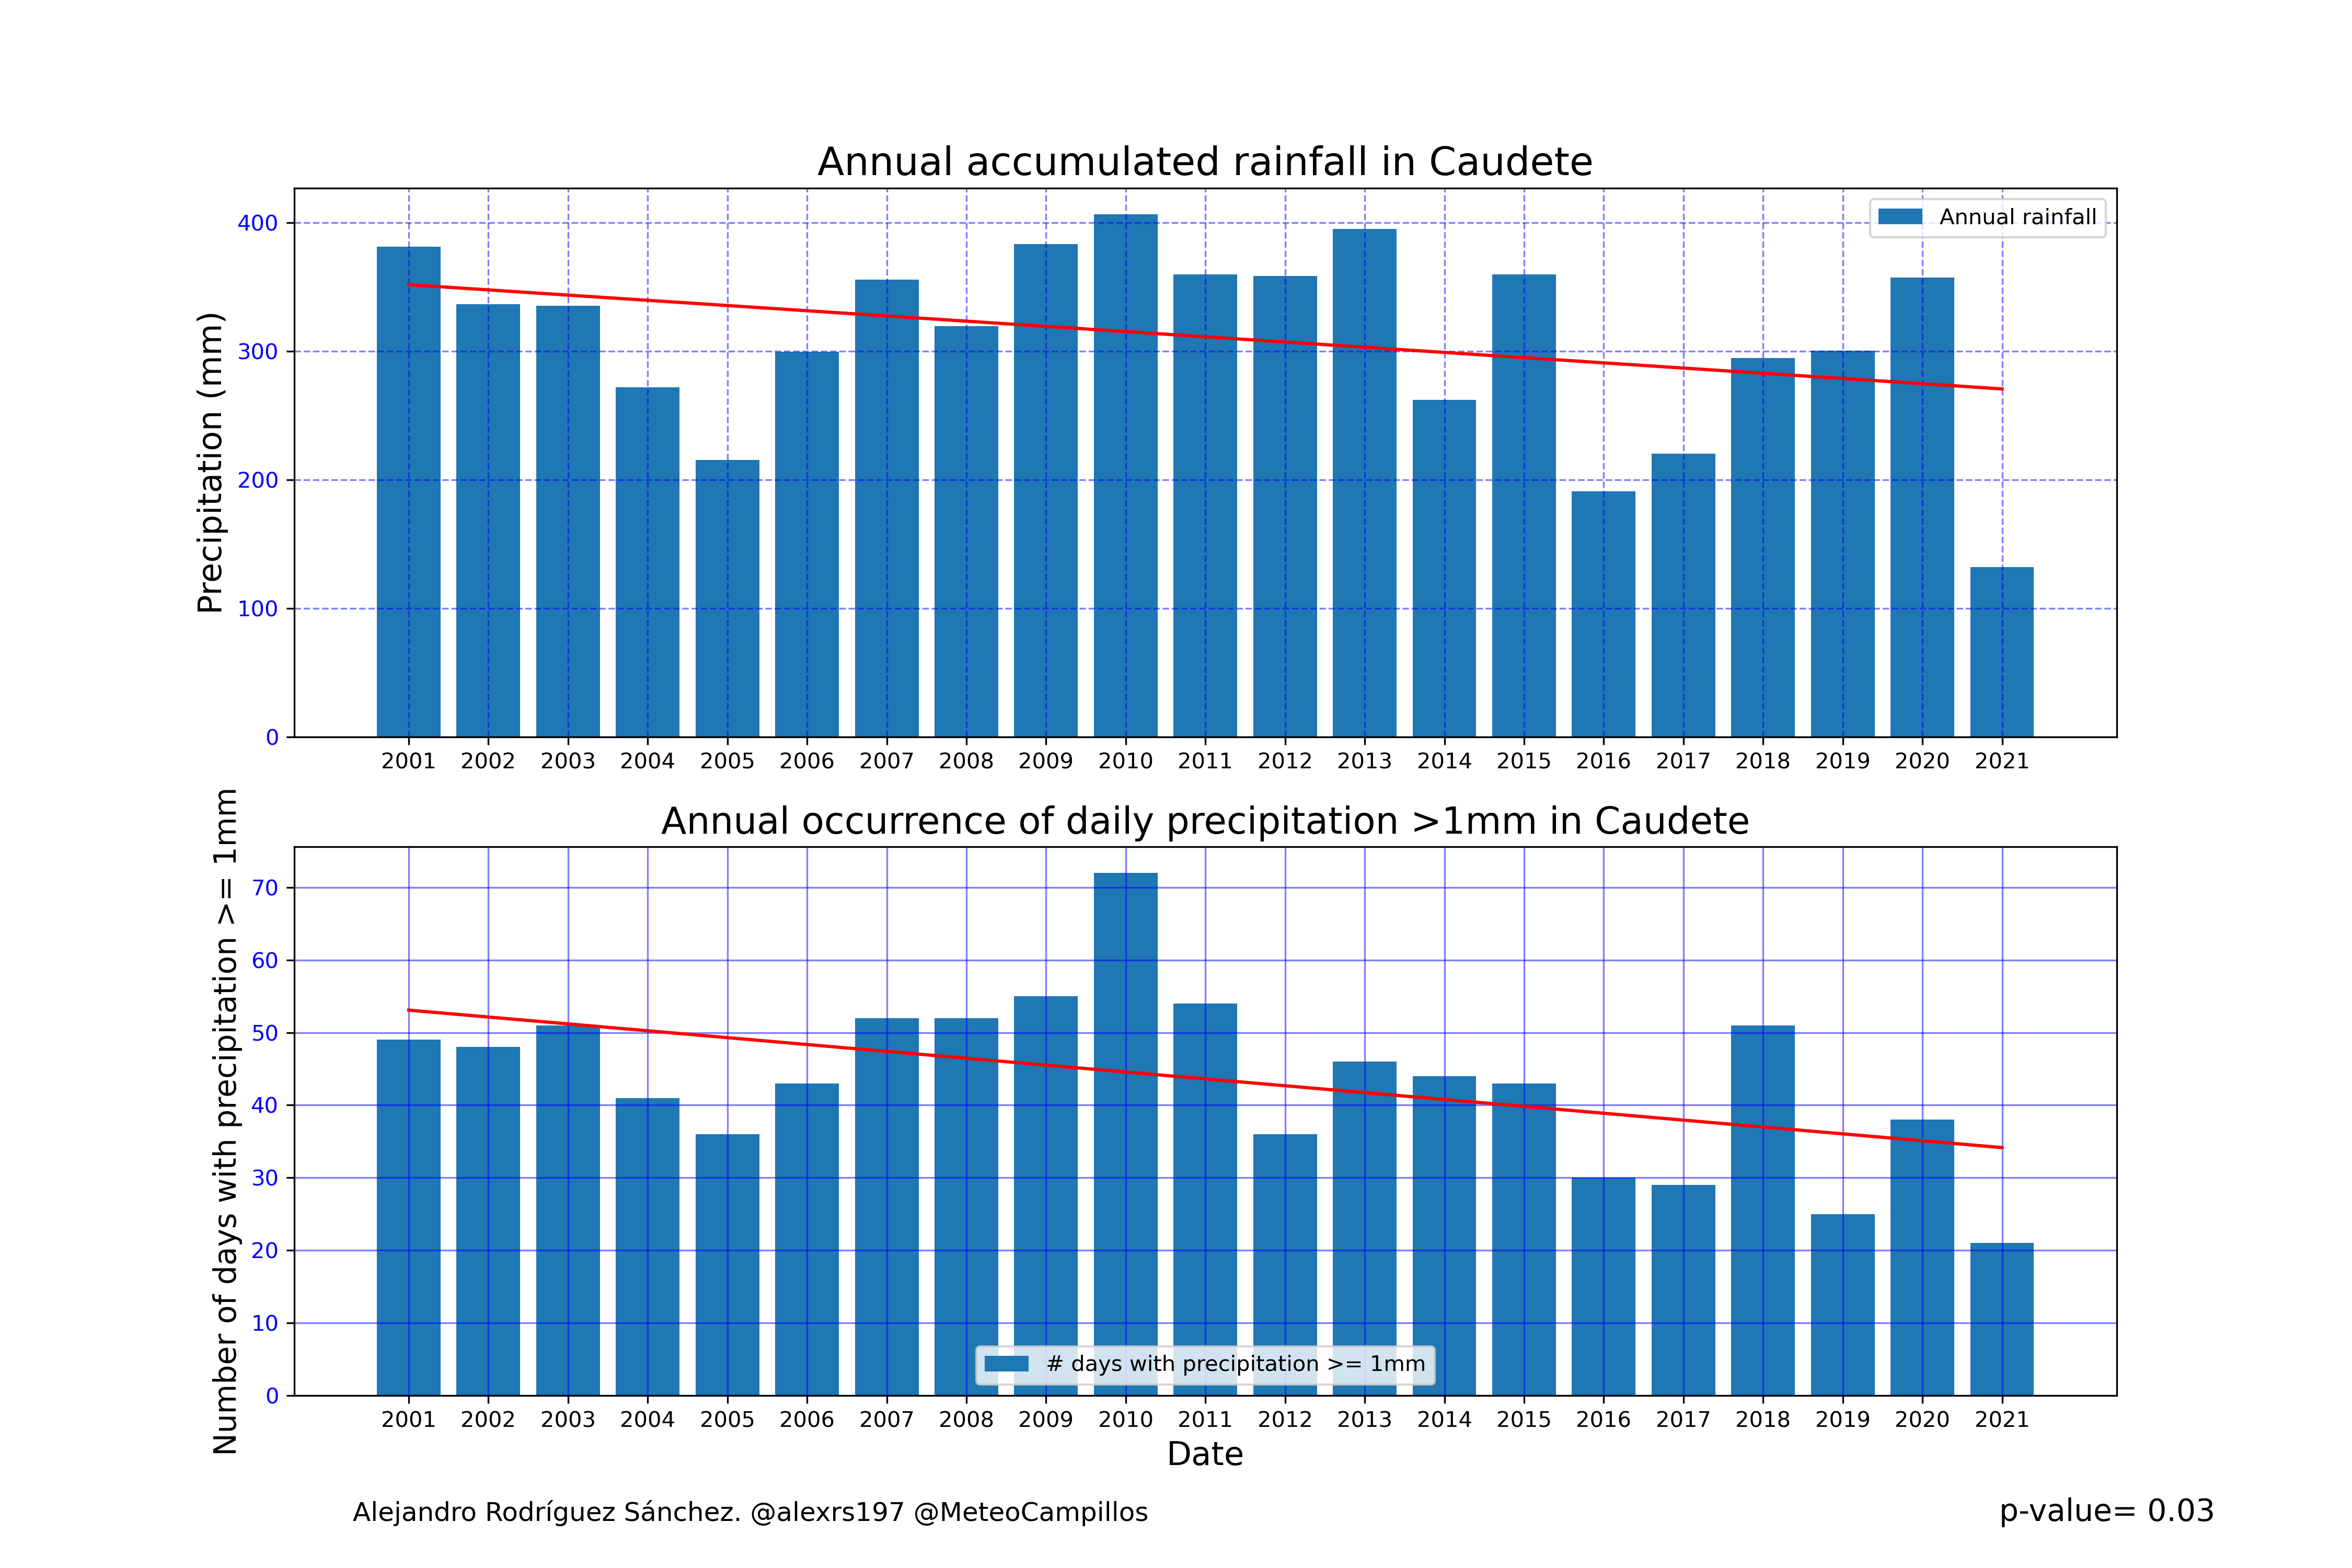 Annual accumulated rainfall in Caudete
Precipitation (mm)
400
300
200
100
0
Annual rainfall
2001 2002 2003 2004 2005 2006 2007 2008 2009 2010 2011 2012 2013 2014 2015 2016 2017 2018 2019 2020 2021
Annual occurrence of daily precipitation >1mm in Caudete
Number of days with precipitation >= 1mm
70
60
50
40
30
20
10
0
# days with precipitation >= 1mm
2001 2002 2003 2004 2005 2006 2007 2008 2009 2010 2011 2012 2013 2014 2015 2016 2017 2018 2019 2020 2021
Date
Alejandro Rodríguez Sánchez. @alexrs197 @MeteoCampillos
p-value= 0.03